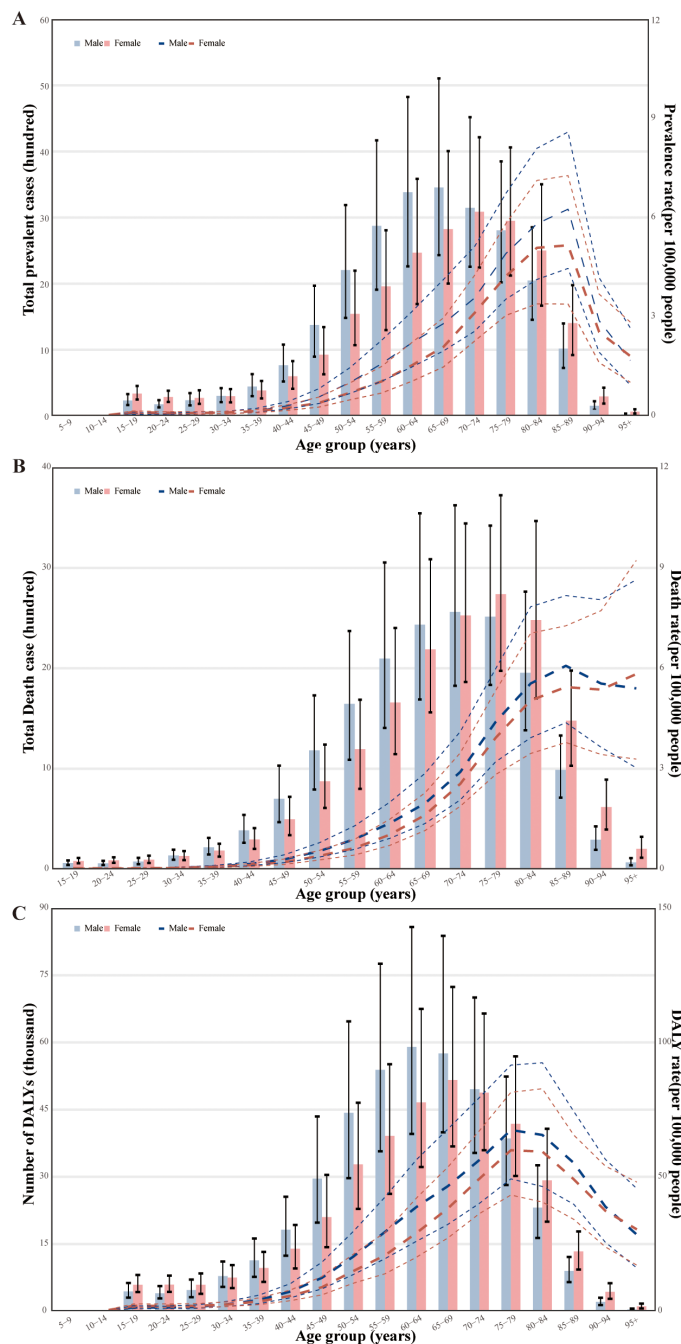 A
Male Female Male Female
Total prevalent cases (hundred)
60
50
40
30
20
10
0
Prevalence rate(per 100,000 people)
12
9
6
3
0
5−9 10−14 15−19 20−24 25−29 30−34 35−39 40−44 45−49 50−54 55−59 60−64 65−69 70−74 75−79 80−84 85−89 90−94 95+
Age group (years)
B
Male Female Male Female
Total Death case (hundred)
40
30
20
10
0
Death rate(per 100,000 people)
12
9
6
3
0
15−19 20−24 25−29 30−34 35−39 40−44 45−49 50−54 55−59 60−64 65−69 70−74 75−79 80−84 85−89 90−94 95+
Age group (years)
C
Male Female Male Female
Number of DALYs (thousand)
90
75
60
45
30
15
0
DALY rate(per 100,000 people)
150
100
50
0
5−9 10−14 15−19 20−24 25−29 30−34 35−39 40−44 45−49 50−54 55−59 60−64 65−69 70−74 75−79 80−84 85−89 90−94 95+
Age group (years)